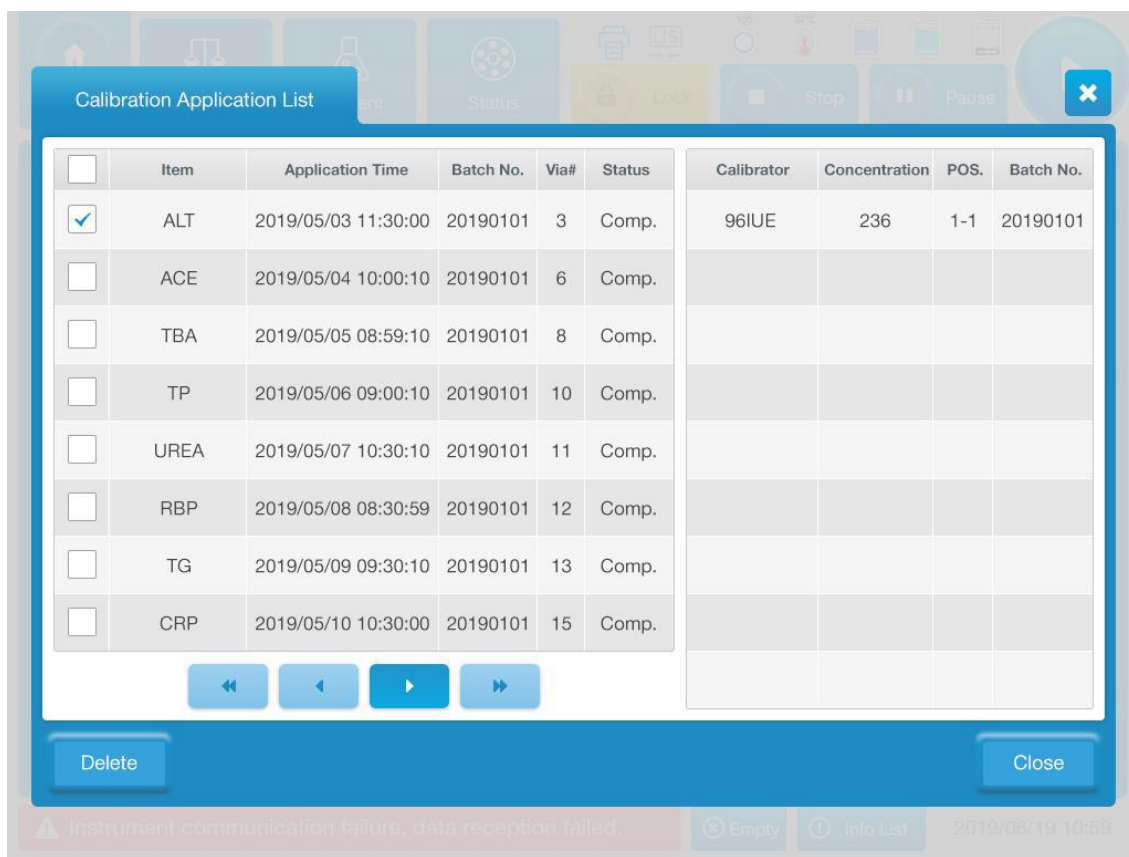 LIS
Status
Lock
Stop
Pause
Calibration Application List
Item Application Time Batch No. Via# Status
ALT 2019/05/03 11:30:00 20190101 3 Comp.
ACE 2019/05/04 10:00:10 20190101 6 Comp.
TBA 2019/05/05 08:59:10 20190101 8 Comp.
TP 2019/05/06 09:00:10 20190101 10 Comp.
UREA 2019/05/07 10:30:10 20190101 11 Comp.
RBP 2019/05/08 08:30:59 20190101 12 Comp.
TG 2019/05/09 09:30:10 20190101 13 Comp.
CRP 2019/05/10 10:30:00 20190101 15 Comp.
Calibrator Concentration POS. Batch No.
96IUE 236 1-1 20190101
Delete
Close
Instrument communication failure, data reception failed.
Empty
Info List
2019/06/19 10:59